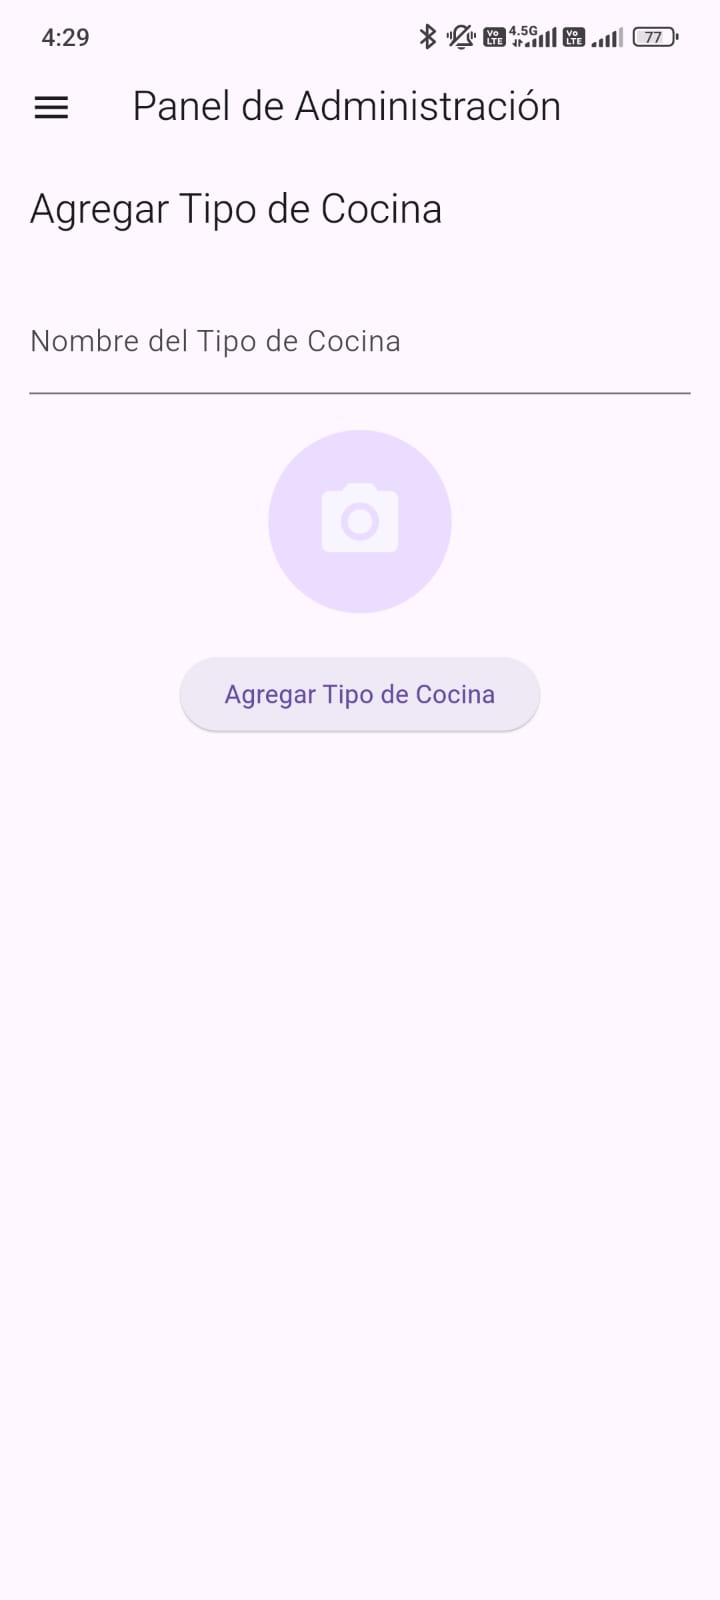 4:29
Vo LTE 4.5G Vo LTE 77
Panel de Administración
Agregar Tipo de Cocina
Nombre del Tipo de Cocina
Agregar Tipo de Cocina